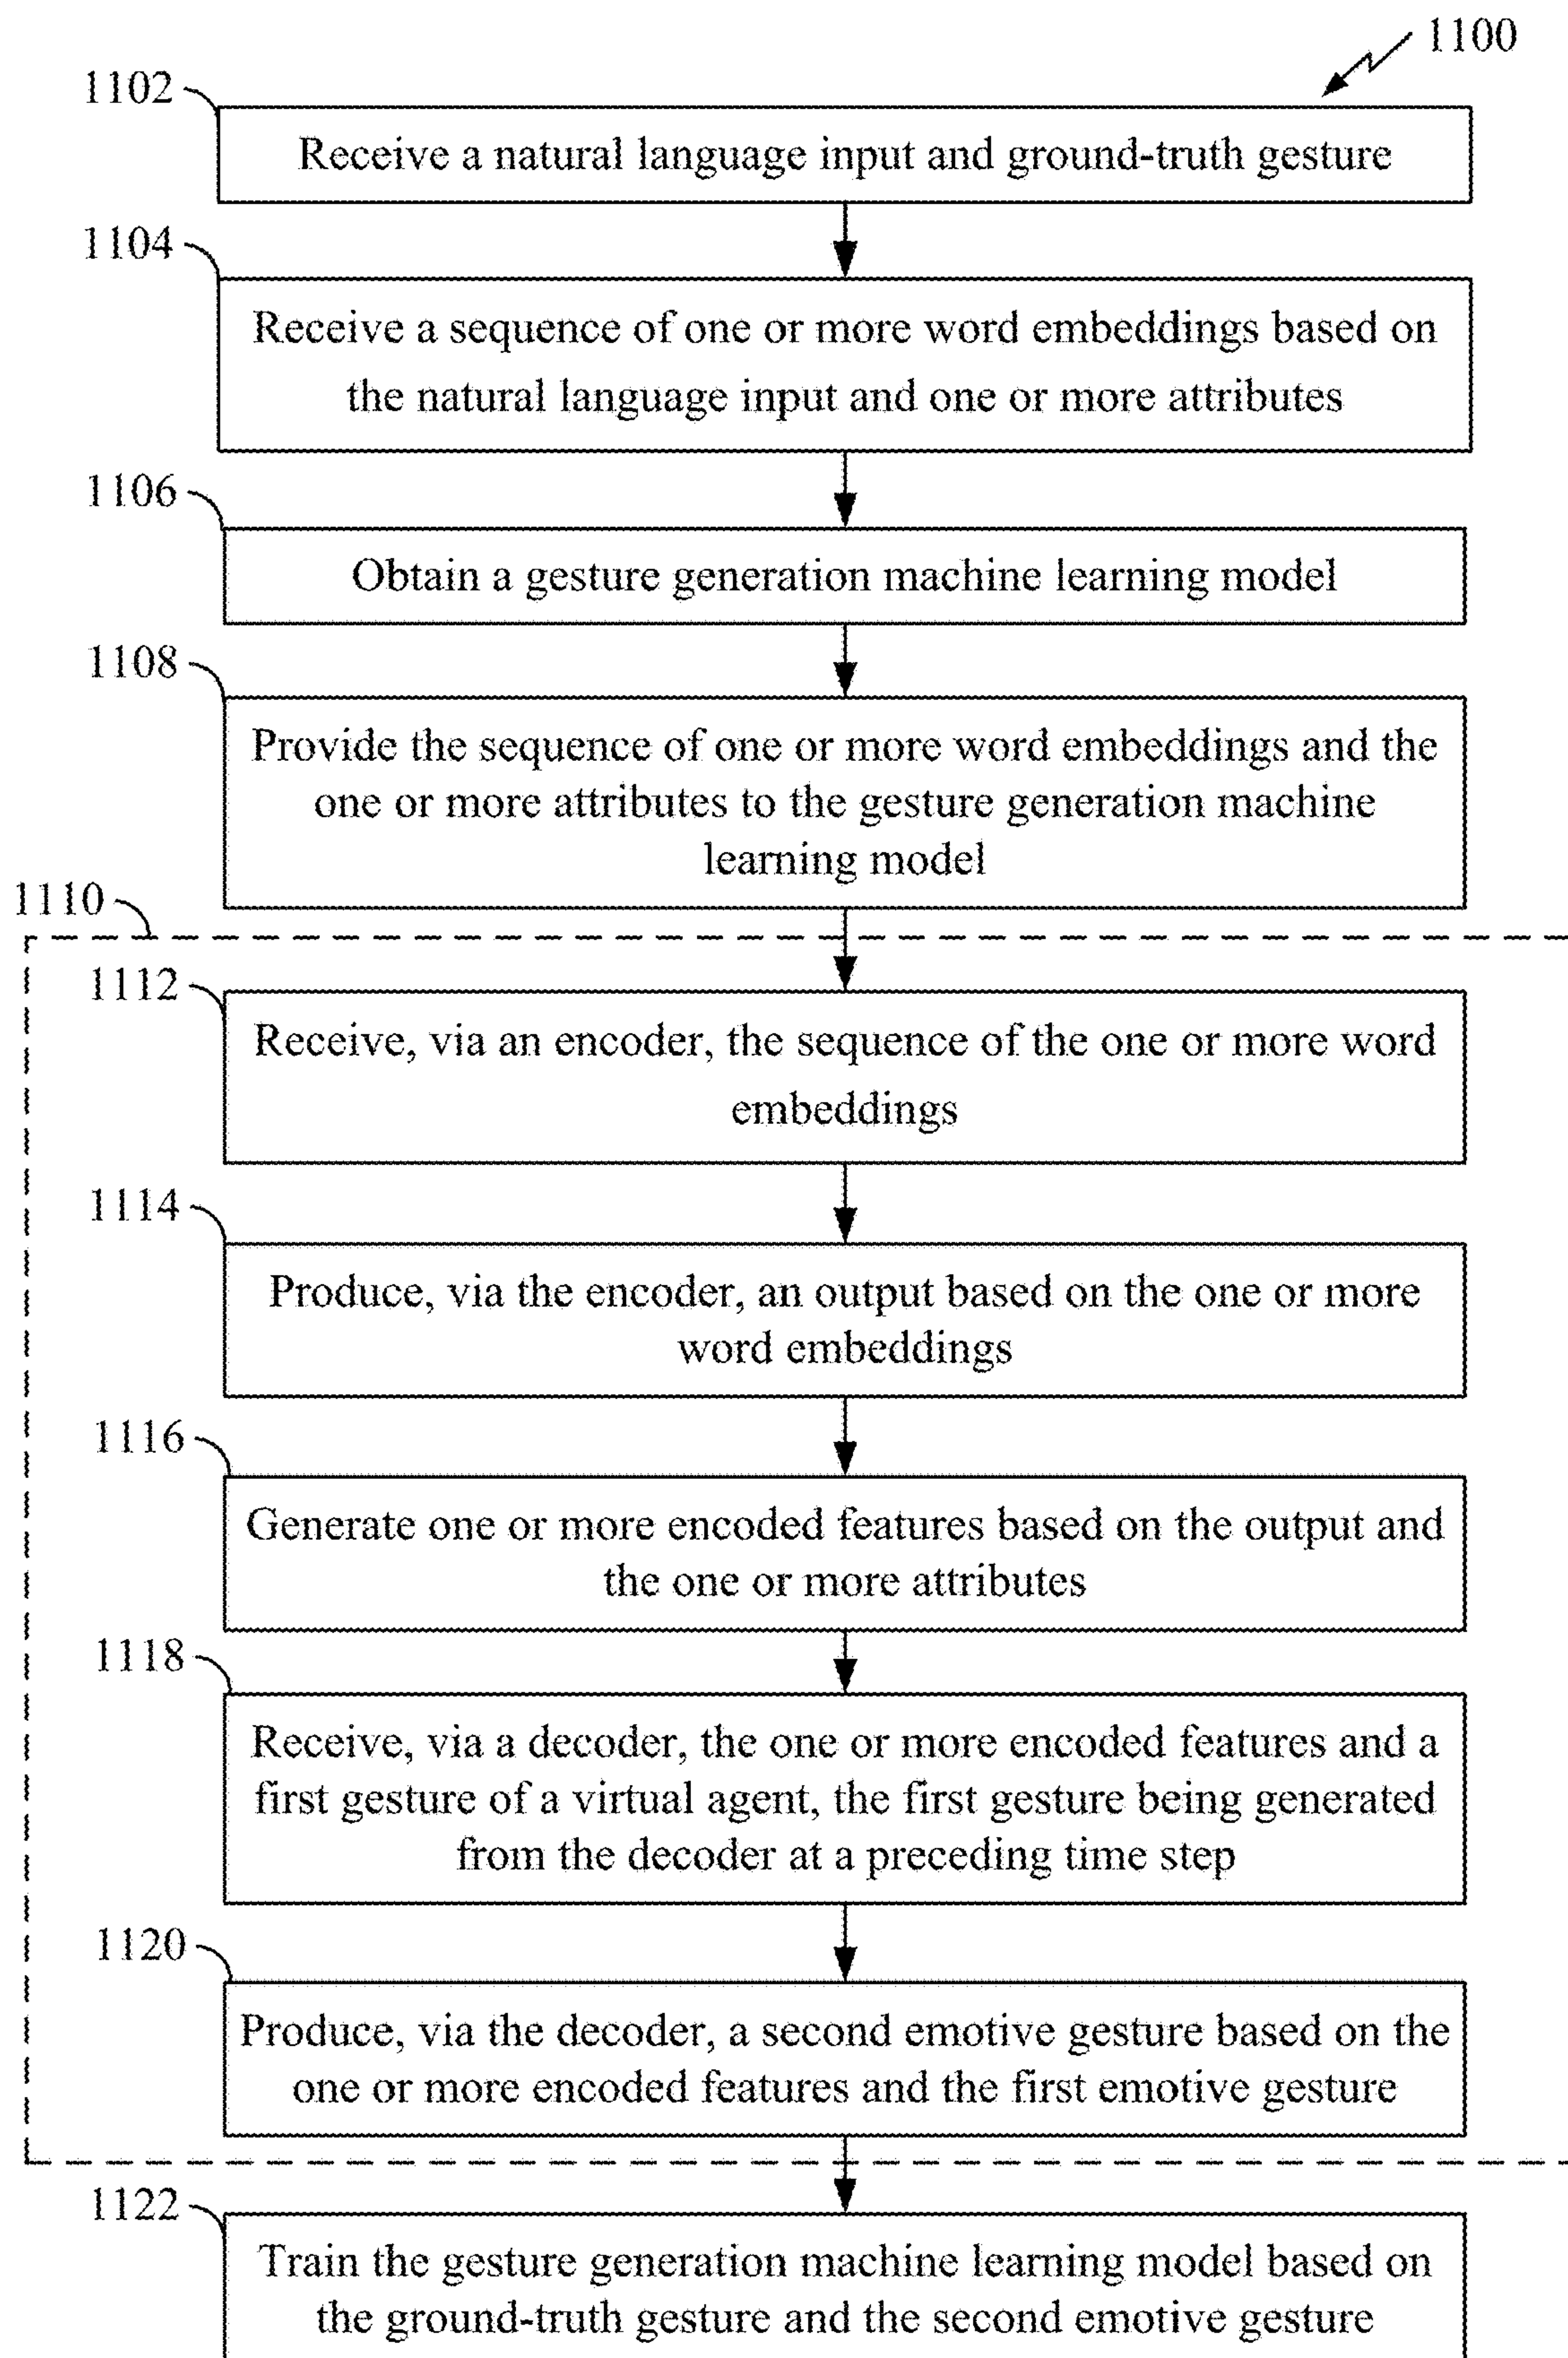 1100
1102
Receive a natural language input and ground-truth gesture
1104
Receive a sequence of one or more word embeddings based on
the natural language input and one or more attributes
1106
Obtain a gesture generation machine learning model
1108
Provide the sequence of one or more word embeddings and the
one or more attributes to the gesture generation machine
learning model
1110
1112
Receive, via an encoder, the sequence of the one or more word
embeddings
1114
Produce, via the encoder, an output based on the one or more
word embeddings
1116
Generate one or more encoded features based on the output and
the one or more attributes
1118
Receive, via a decoder, the one or more encoded features and a
first gesture of a virtual agent, the first gesture being generated
from the decoder at a preceding time step
1120
Produce, via the decoder, a second emotive gesture based on the
one or more encoded features and the first emotive gesture
1122
Train the gesture generation machine learning model based on
the ground-truth gesture and the second emotive gesture